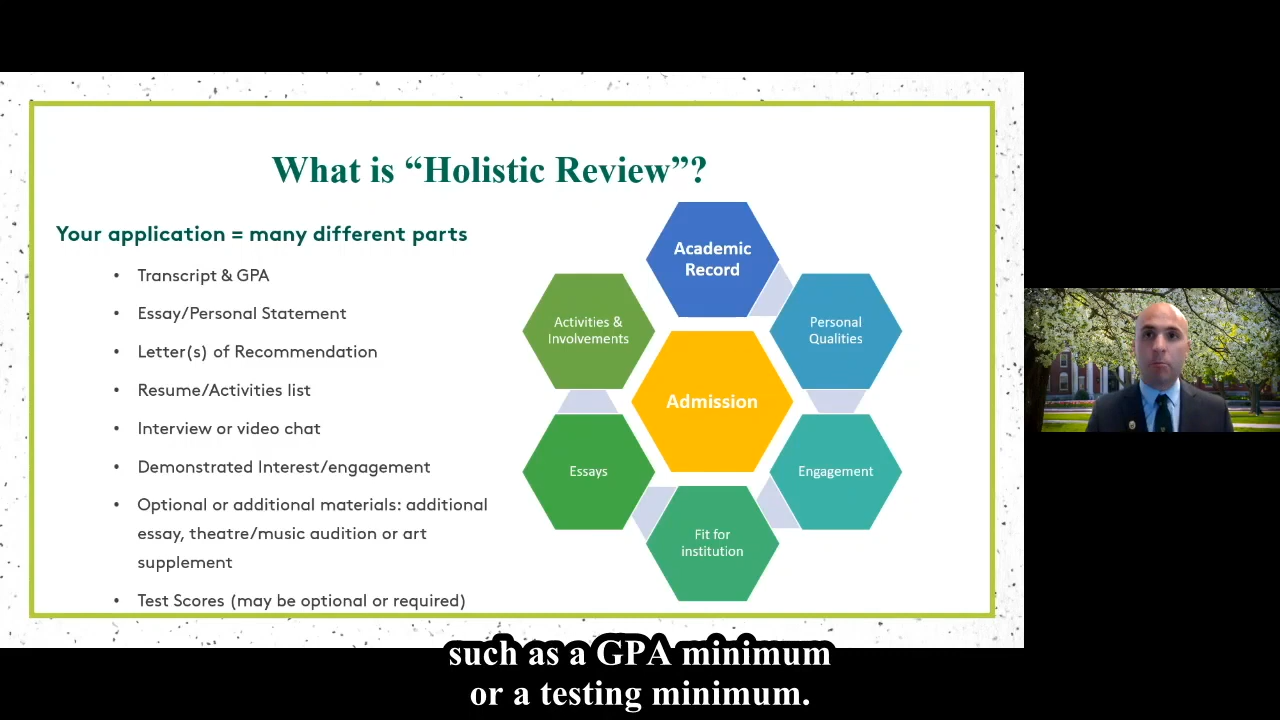 What is “Holistic Review”?
Your application = many different parts
• Transcript & GPA
• Essay/Personal Statement
• Letter(s) of Recommendation
• Resume/Activities list
• Interview or video chat
• Demonstrated Interest/engagement
• Optional or additional materials: additional
essay, theatre/music audition or art
supplement
• Test Scores (may be optional or required)
Academic
Record
Personal
Qualities
Engagement
Fit for
institution
Essays
Activities &
Involvements
Admission
such as a GPA minimum
or a testing minimum.